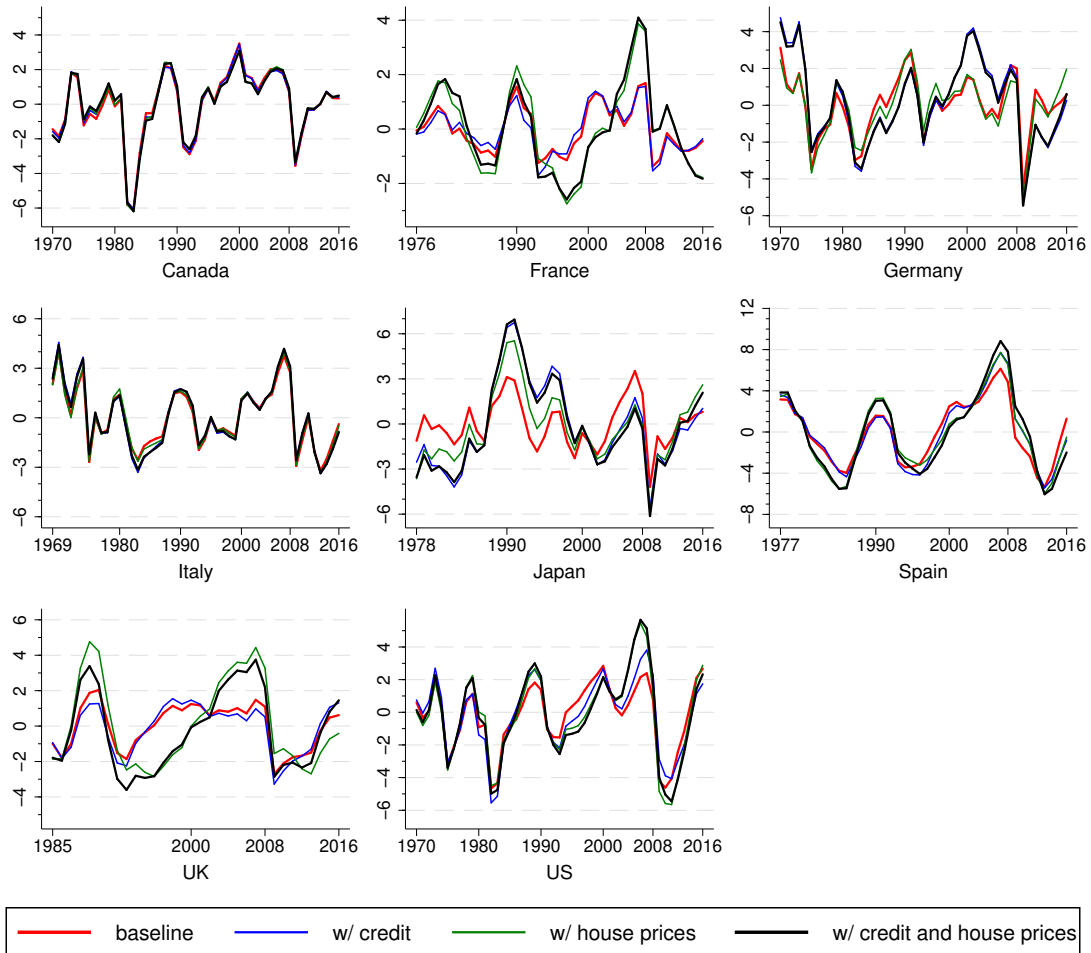 4
2
0
−2
−4
−6
1970 1980 1990 2000 2008 2016
Canada
4
2
0
−2
1976 1990 2000 2008 2016
France
4
2
0
−2
−4
−6
1970 1980 1990 2000 2008 2016
Germany
6
3
0
−3
−6
1969 1980 1990 2000 2008 2016
Italy
6
3
0
−3
−6
1978 1990 2000 2008 2016
Japan
12
8
4
0
−4
−8
1977 1990 2000 2008 2016
Spain
6
4
2
0
−2
−4
1985 2000 2008 2016
UK
4
2
0
−2
−4
−6
1970 1980 1990 2000 2008 2016
US
baseline w/ credit w/ house prices w/ credit and house prices